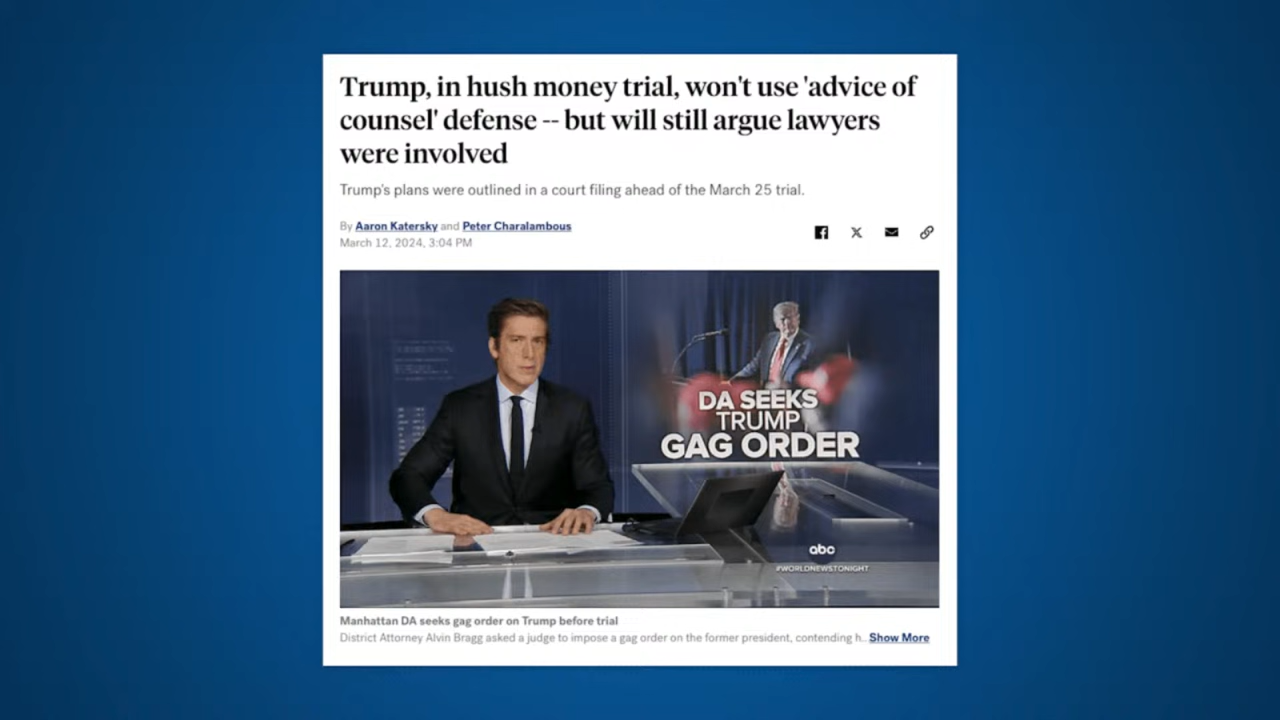 Trump, in hush money trial, won't use 'advice of
counsel' defense -- but will still argue lawyers
were involved
Trump's plans were outlined in a court filing ahead of the March 25 trial.
By Aaron Katersky and Peter Charalambous
March 12, 2024, 3:04 PM
DA SEEKS
TRUMP
GAG ORDER
abc
#WORLDNEWSTONIGHT
Manhattan DA seeks gag order on Trump before trial
District Attorney Alvin Bragg asked a judge to impose a gag order on the former president, contending h... Show More